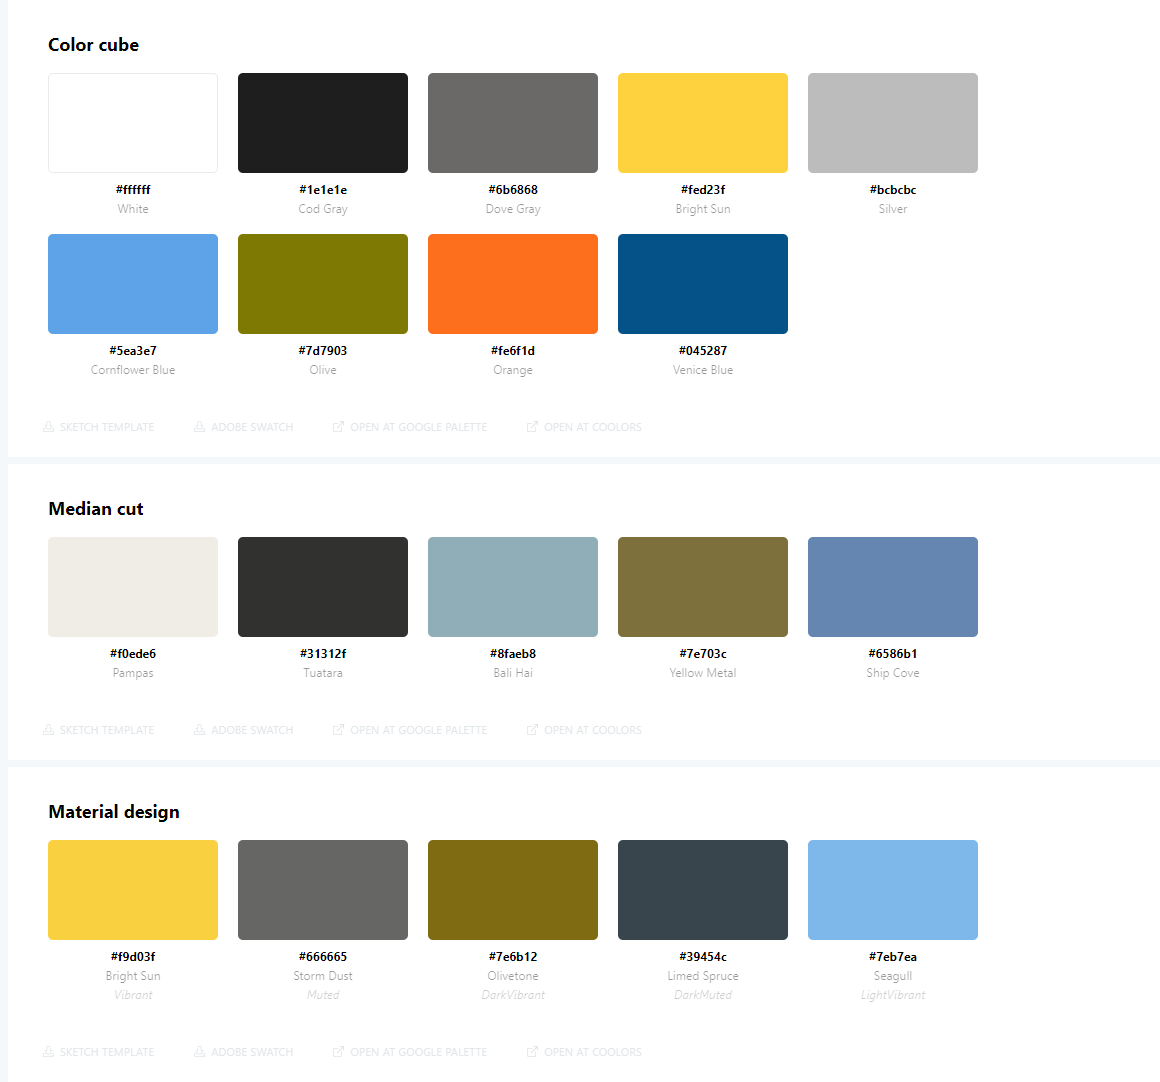 Color cube
#ffffff #1e1e1e #6b6868 #fed23f #bcbcbc
White Cod Gray Dove Gray Bright Sun Silver
#5ea3e7 #7d7903 #fe6f1d #045287
Cornflower Blue Olive Orange Venice Blue
SKETCH TEMPLATE ADOBE SWATCH OPEN AT GOOGLE PALETTE OPEN AT COOLORS
Median cut
#f0ede6 #31312f #8faeb8 #7e703c #6586b1
Pampas Tuatara Bali Hai Yellow Metal Ship Cove
SKETCH TEMPLATE ADOBE SWATCH OPEN AT GOOGLE PALETTE OPEN AT COOLORS
Material design
#f9d03f #666665 #7e6b12 #39454c #7eb7ea
Bright Sun Storm Dust Olivetone Limed Spruce Seagull
Vibrant Muted DarkVibrant DarkMuted LightVibrant
SKETCH TEMPLATE ADOBE SWATCH OPEN AT GOOGLE PALETTE OPEN AT COOLORS